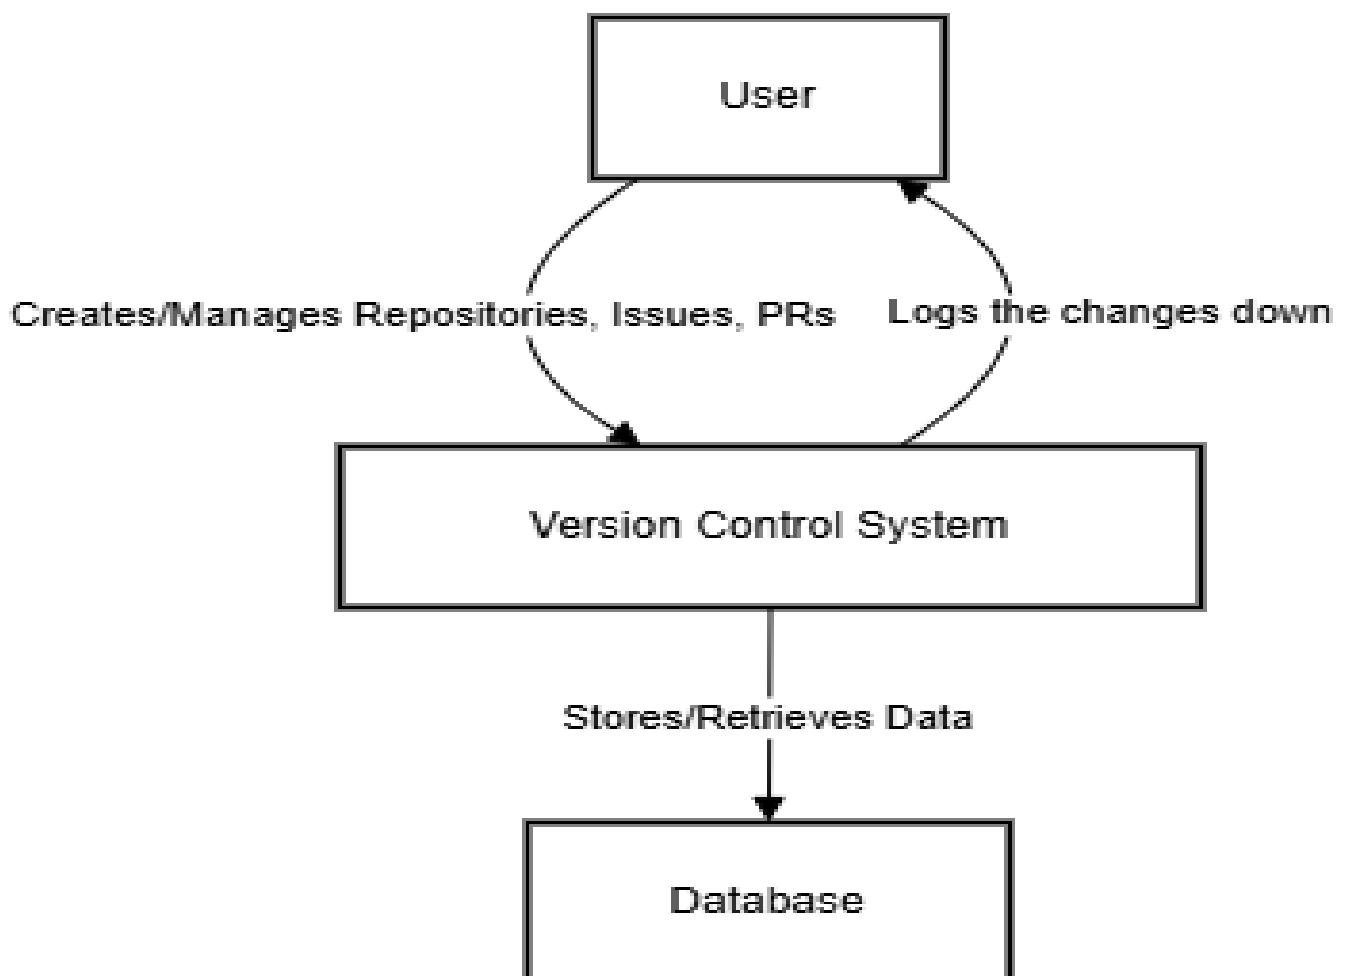 User
Creates/Manages Repositories, Issues, PRs
Logs the changes down
Version Control System
Stores/Retrieves Data
Database